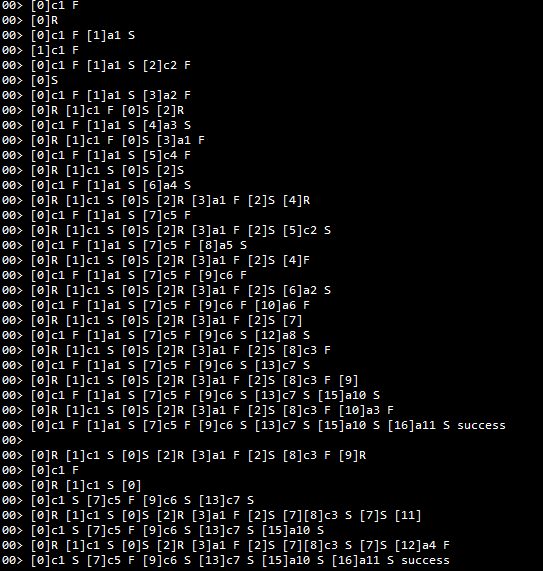 00> [0]c1 F
00> [0]R
00> [0]c1 F [1]a1 S
00> [1]c1 F
00> [0]c1 F [1]a1 S [2]c2 F
00> [0]S
00> [0]c1 F [1]a1 S [3]a2 F
00> [0]R [1]c1 F [0]S [2]R
00> [0]c1 F [1]a1 S [4]a3 S
00> [0]R [1]c1 F [0]S [3]a1 F
00> [0]c1 F [1]a1 S [5]c4 F
00> [0]R [1]c1 S [0]S [2]S
00> [0]c1 F [1]a1 S [6]a4 S
00> [0]R [1]c1 S [0]S [2]R [3]a1 F [2]S [4]R
00> [0]c1 F [1]a1 S [7]c5 F
00> [0]R [1]c1 S [0]S [2]R [3]a1 F [2]S [5]c2 S
00> [0]c1 F [1]a1 S [7]c5 F [8]a5 S
00> [0]R [1]c1 S [0]S [2]R [3]a1 F [2]S [4]F
00> [0]c1 F [1]a1 S [7]c5 F [9]c6 F
00> [0]R [1]c1 S [0]S [2]R [3]a1 F [2]S [6]a2 S
00> [0]c1 F [1]a1 S [7]c5 F [9]c6 F [10]a6 F
00> [0]R [1]c1 S [0]S [2]R [3]a1 F [2]S [7]
00> [0]c1 F [1]a1 S [7]c5 F [9]c6 S [12]a8 S
00> [0]R [1]c1 S [0]S [2]R [3]a1 F [2]S [8]c3 F
00> [0]c1 F [1]a1 S [7]c5 F [9]c6 S [13]c7 S
00> [0]R [1]c1 S [0]S [2]R [3]a1 F [2]S [8]c3 F [9]
00> [0]c1 F [1]a1 S [7]c5 F [9]c6 S [13]c7 S [15]a10 S
00> [0]R [1]c1 S [0]S [2]R [3]a1 F [2]S [8]c3 F [10]a3 F
00> [0]c1 F [1]a1 S [7]c5 F [9]c6 S [13]c7 S [15]a10 S [16]a11 S success
00>
00> [0]R [1]c1 S [0]S [2]R [3]a1 F [2]S [8]c3 F [9]R
00> [0]c1 F
00> [0]R [1]c1 S [0]
00> [0]c1 S [7]c5 F [9]c6 S [13]c7 S
00> [0]R [1]c1 S [0]S [2]R [3]a1 F [2]S [7][8]c3 S [7]S [11]
00> [0]c1 S [7]c5 F [9]c6 S [13]c7 S [15]a10 S
00> [0]R [1]c1 S [0]S [2]R [3]a1 F [2]S [7][8]c3 S [7]S [12]a4 F
00> [0]c1 S [7]c5 F [9]c6 S [13]c7 S [15]a10 S [16]a11 S success